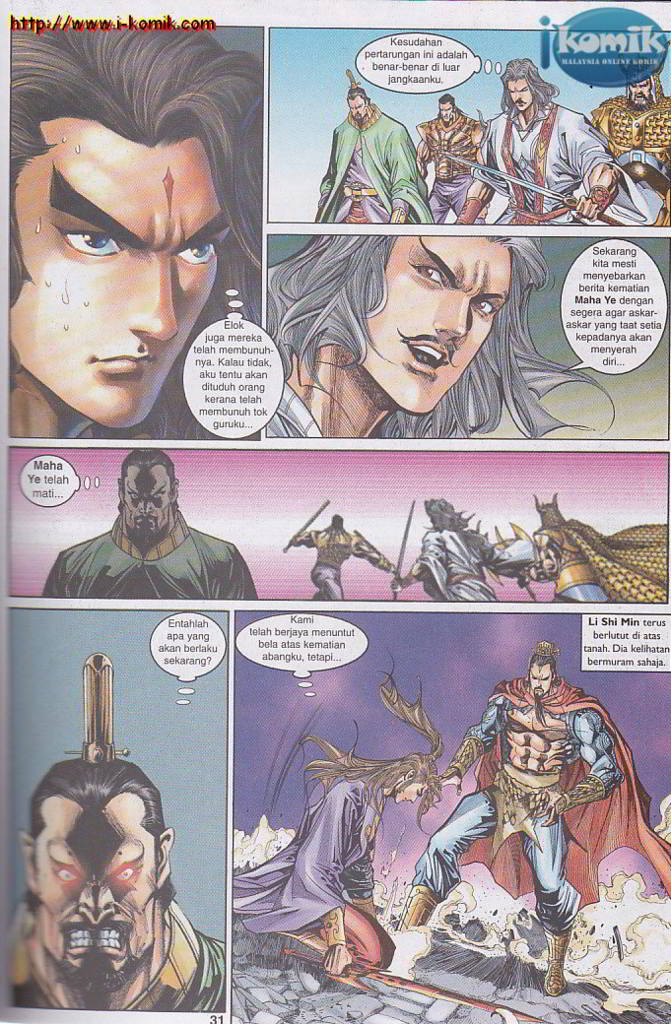 http://www.i-komik.com
ikomik
MALAYSIA ONLINE KOMIK
Elok
juga mereka
telah membunuh-
nya. Kalau tidak,
aku tentu akan
dituduh orang
kerana telah
membunuh tok
guruku...
Kesudahan
pertarungan ini adalah
benar-benar di luar
jangkaanku.
Sekarang
kita mesti
menyebarkan
berita kematian
Maha Ye dengan
segera agar askar-
askar yang taat setia
kepadanya akan
menyerah
diri...
Maha
Ye telah
mati...
Entahlah
apa yang
akan berlaku
sekarang?
Kami
telah berjaya menuntut
bela atas kematian
abangku, tetapi...
Li Shi Min terus
berlutut di atas
tanah. Dia kelihatan
bermuram sahaja.
31